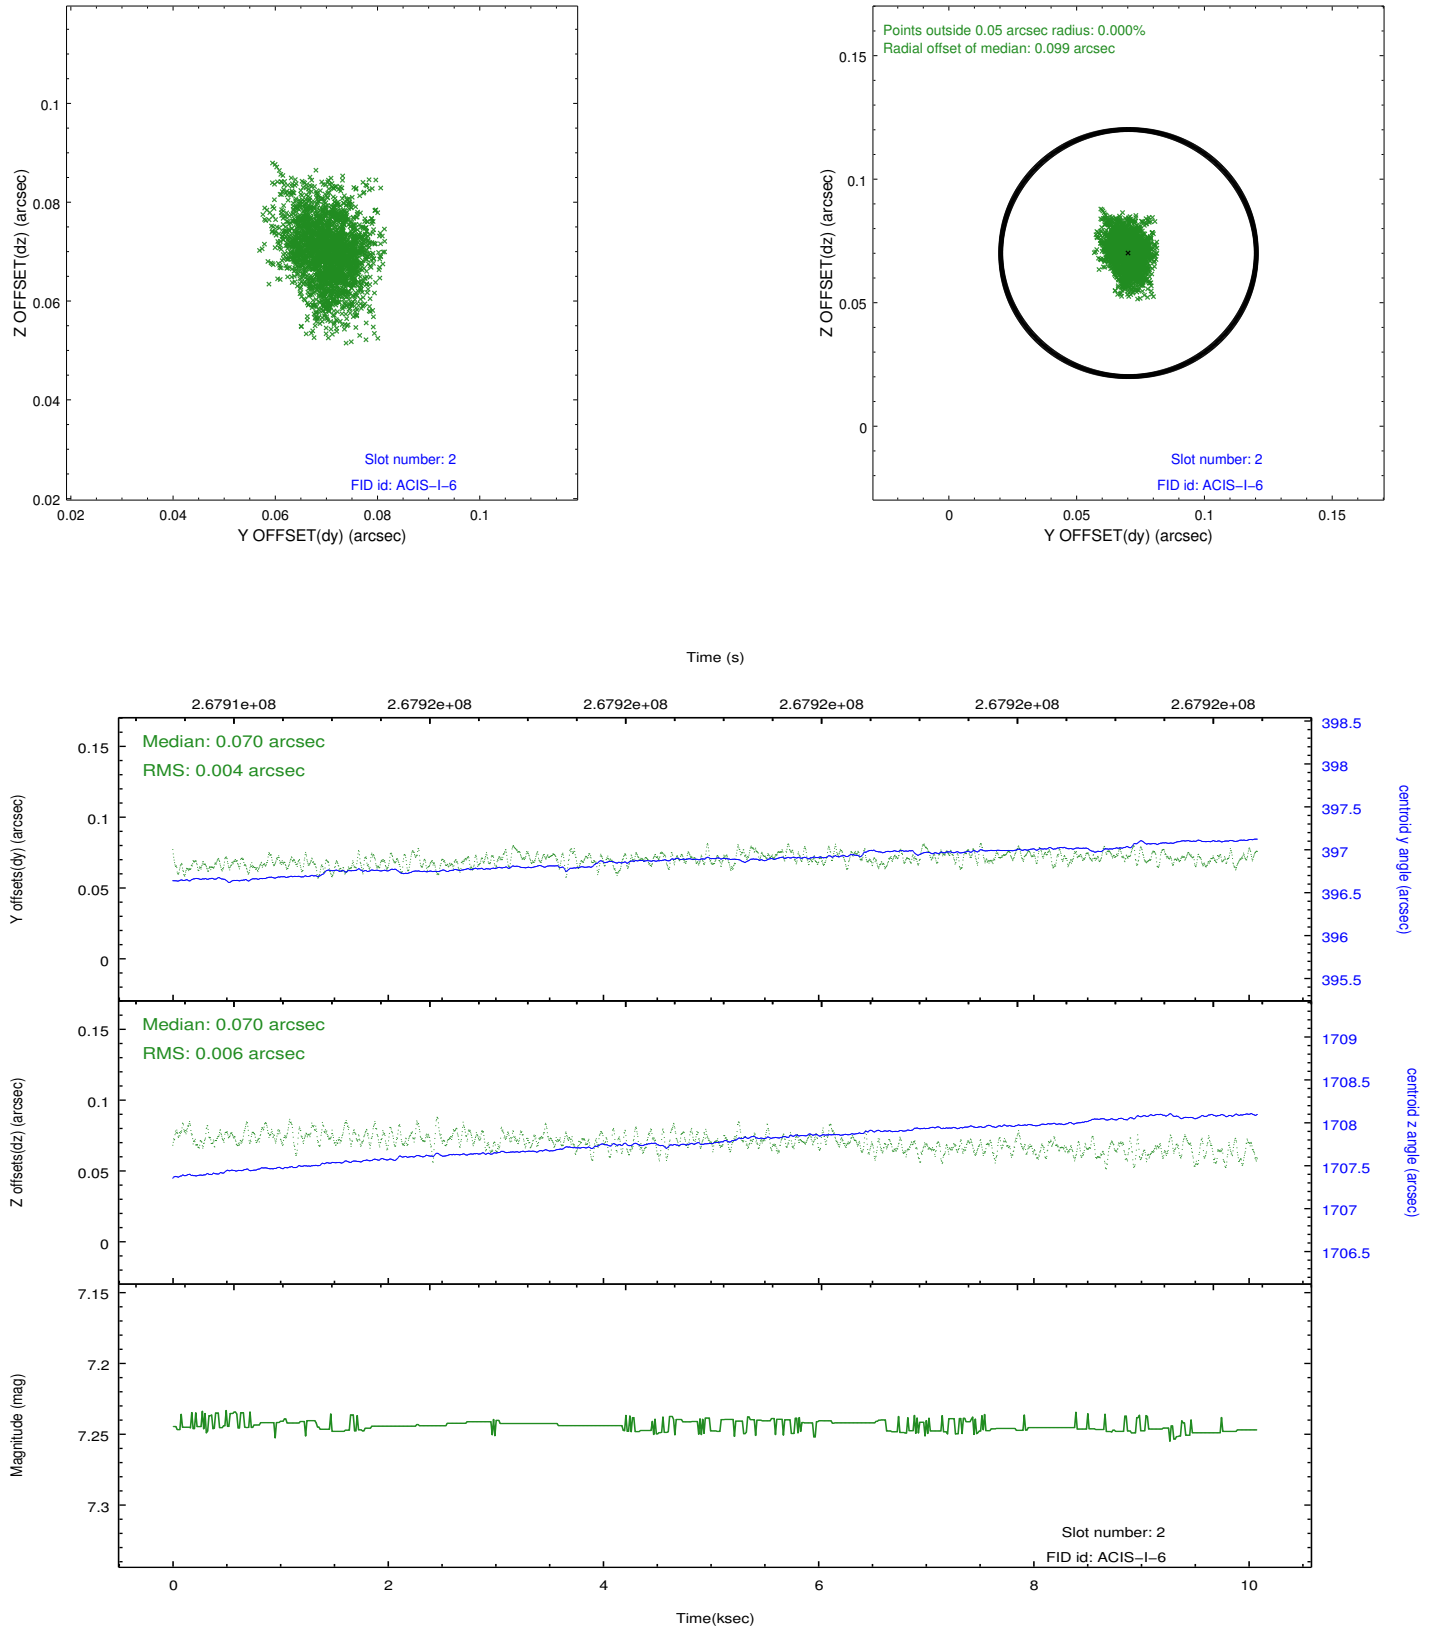 0.1
0.08
0.06
0.04
0.02
Z OFFSET(dz) (arcsec)
Slot number: 2
FID id: ACIS−I−6
0.02 0.04 0.06 0.08 0.1
Y OFFSET(dy) (arcsec)
Points outside 0.05 arcsec radius: 0.000%
Radial offset of median: 0.099 arcsec
0.15
0.1
0.05
0
Z OFFSET(dz) (arcsec)
Slot number: 2
FID id: ACIS−I−6
0 0.05 0.1 0.15
Y OFFSET(dy) (arcsec)
Time (s)
2.6791e+08 2.6792e+08 2.6792e+08 2.6792e+08 2.6792e+08 2.6792e+08
Median: 0.070 arcsec
RMS: 0.004 arcsec
0.15
0.1
0.05
0
Y offsets(dy) (arcsec)
398.5
398
397.5
397
396.5
396
395.5
centroid y angle (arcsec)
Median: 0.070 arcsec
RMS: 0.006 arcsec
0.15
0.1
0.05
0
Z offsets(dz) (arcsec)
1709
1708.5
1708
1707.5
1707
1706.5
centroid z angle (arcsec)
7.15
7.2
7.25
7.3
Magnitude (mag)
Slot number: 2
FID id: ACIS−I−6
0 2 4 6 8 10
Time(ksec)